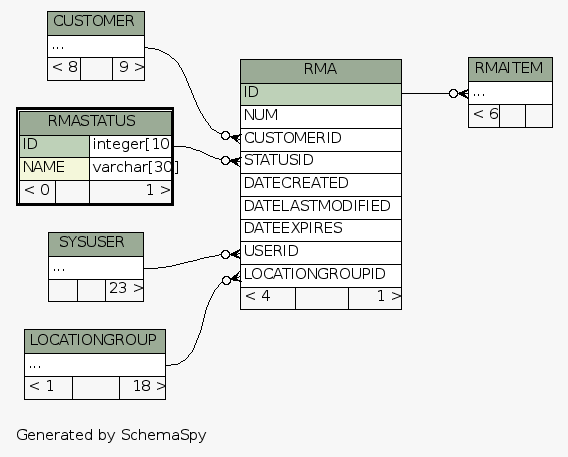 CUSTOMER
...
< 8 9 >
RMASTATUS
ID integer[10
NAME varchar[30]
< 0 1 >
SYSUSER
...
23 >
LOCATIONGROUP
...
< 1 18 >
RMA
ID
NUM
CUSTOMERID
STATUSID
DATECREATED
DATELASTMODIFIED
DATEEXPIRES
USERID
LOCATIONGROUPID
< 4 1 >
RMAITEM
...
< 6
Generated by SchemaSpy